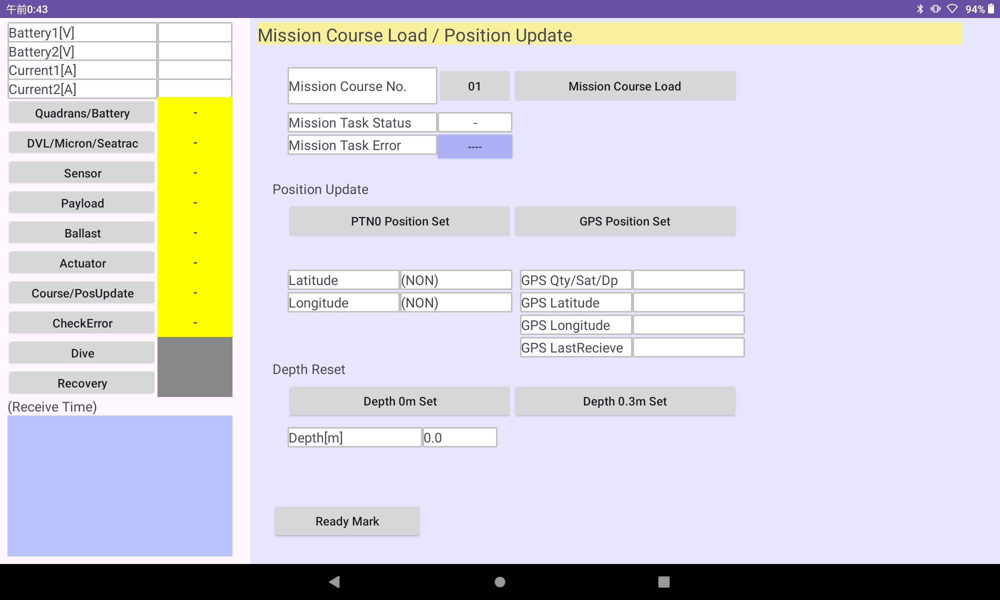 午前0:43
94%
Battery1[V]
Battery2[V]
Current1[A]
Current2[A]
Quadrans/Battery -
DVL/Micron/Seatrac -
Sensor -
Payload -
Ballast -
Actuator -
Course/PosUpdate -
CheckError -
Dive
Recovery
(Receive Time)
Mission Course Load / Position Update
Mission Course No. 01 Mission Course Load
Mission Task Status -
Mission Task Error ----
Position Update
PTN0 Position Set GPS Position Set
Latitude (NON) GPS Qty/Sat/Dp
Longitude (NON) GPS Latitude
GPS Longitude
GPS LastRecieve
Depth Reset
Depth 0m Set Depth 0.3m Set
Depth[m] 0.0
Ready Mark